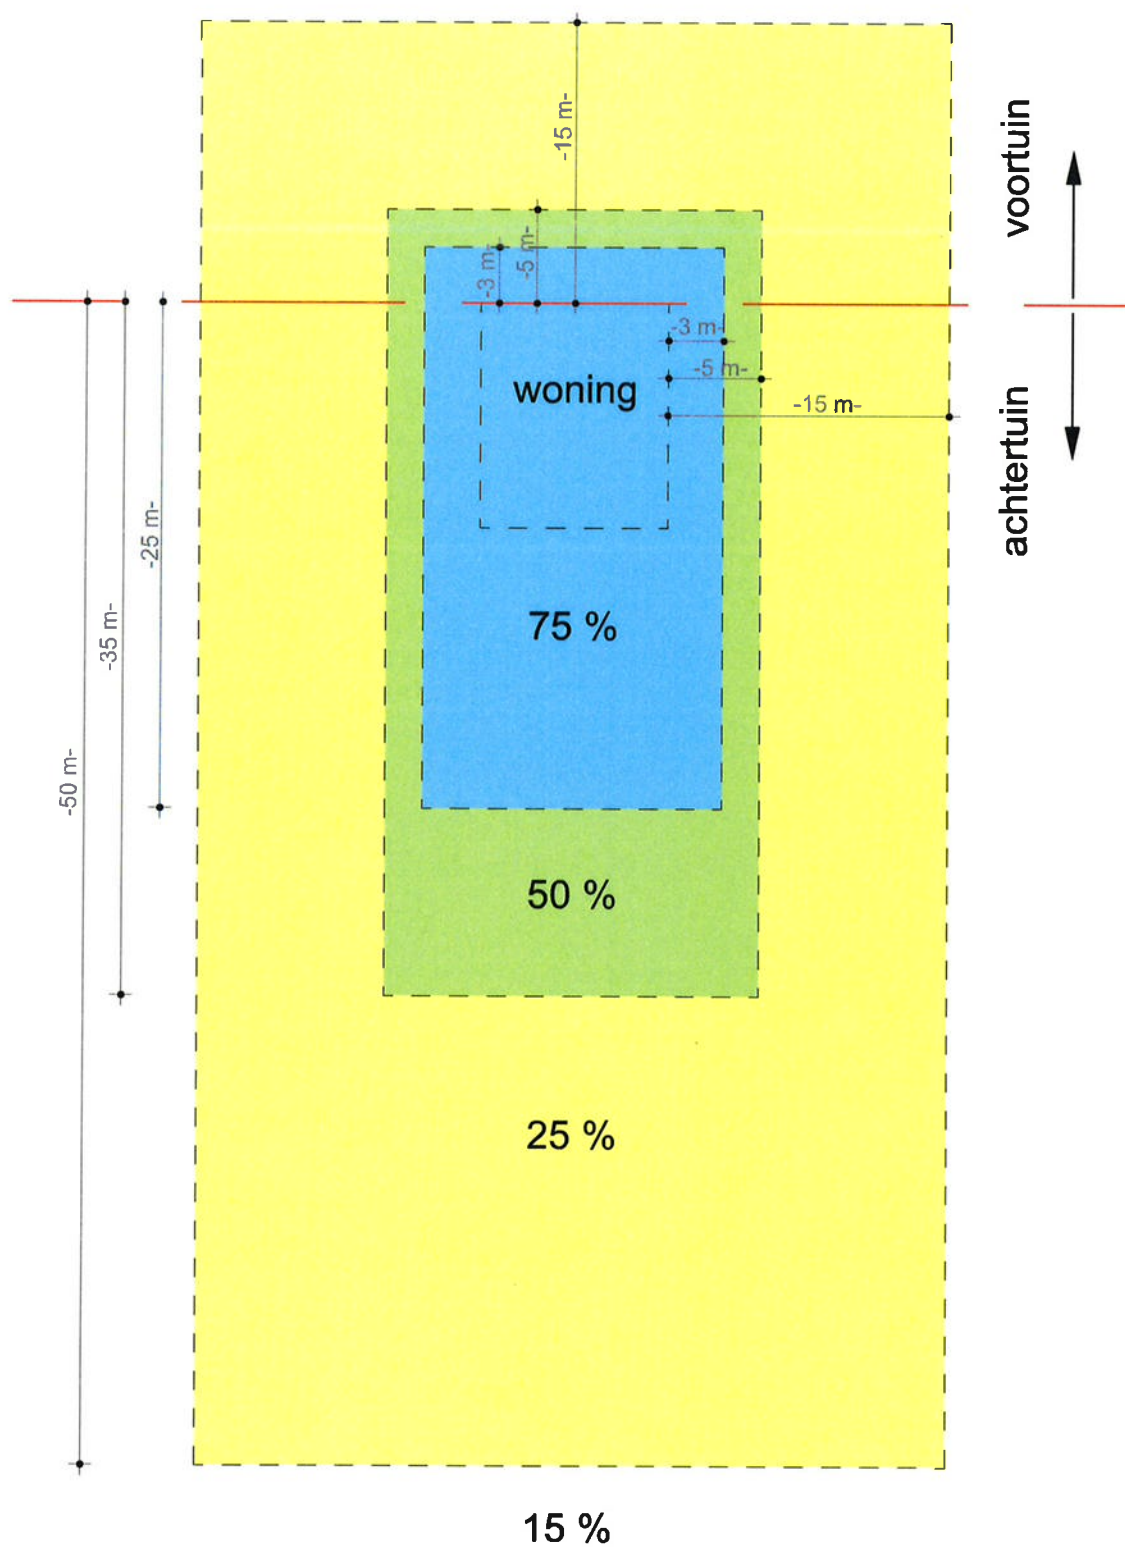 -15 m-
voortuin
-5 m-
-3 m-
-3 m-
-5 m-
woning
-15 m-
achtertuin
-25 m-
75 %
-35 m-
-50 m-
50 %
25 %
15 %